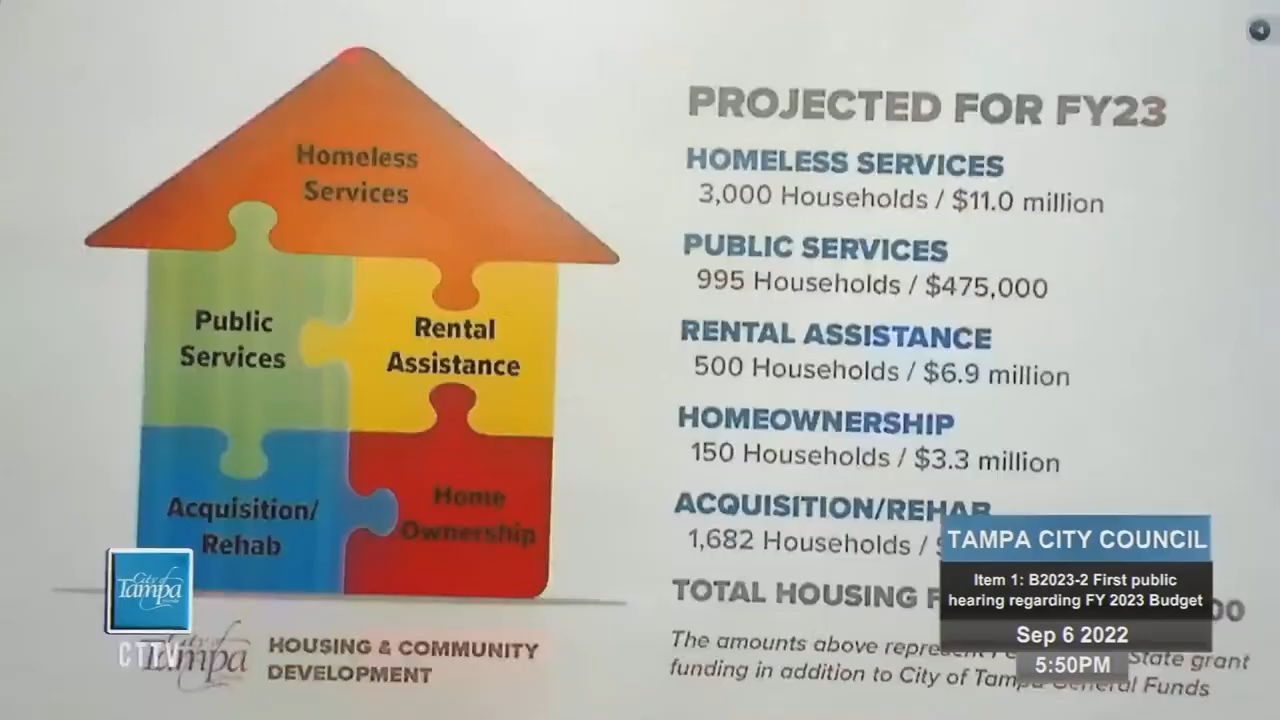 Homeless
Services
Public
Services
Rental
Assistance
Acquisition/
Rehab
Home
Ownership
PROJECTED FOR FY23
HOMELESS SERVICES
3,000 Households / $11.0 million
PUBLIC SERVICES
995 Households / $475,000
RENTAL ASSISTANCE
500 Households / $6.9 million
HOMEOWNERSHIP
150 Households / $3.3 million
ACQUISITION/REHAB
1,682 Households /
TOTAL HOUSING
The amounts above represent State grant
funding in addition to City of Tampa General Funds
City of
Tampa
HOUSING & COMMUNITY
DEVELOPMENT
City of
Tampa
CTTV
TAMPA CITY COUNCIL
Item 1: B2023-2 First public
hearing regarding FY 2023 Budget
Sep 6 2022
5:50PM